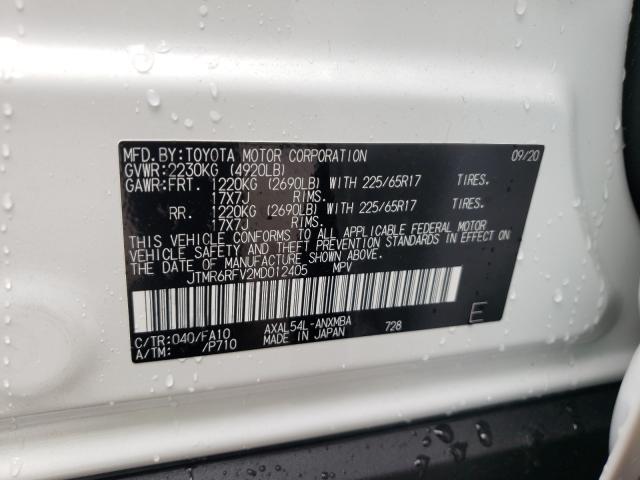 MFD.BY:TOYOTA MOTOR CORPORATION 09/20
GVWR:2230KG (4920LB)
GAWR:FRT. 1220KG (2690LB) WITH 225/65R17 TIRES.
17X7J RIMS.
RR. 1220KG (2690LB) WITH 225/65R17 TIRES.
17X7J RIMS.
THIS VEHICLE CONFORMS TO ALL APPLICABLE FEDERAL MOTOR
VEHICLE SAFETY AND THEFT PREVENTION STANDARDS IN EFFECT ON
THE DATE OF MANUFACTURE SHOWN ABOVE.
JTMR6RFV2MD012405 MPV
C/TR:040/FA10 AXAL54L-ANXMBA 728 E
A/TM: /P710 MADE IN JAPAN